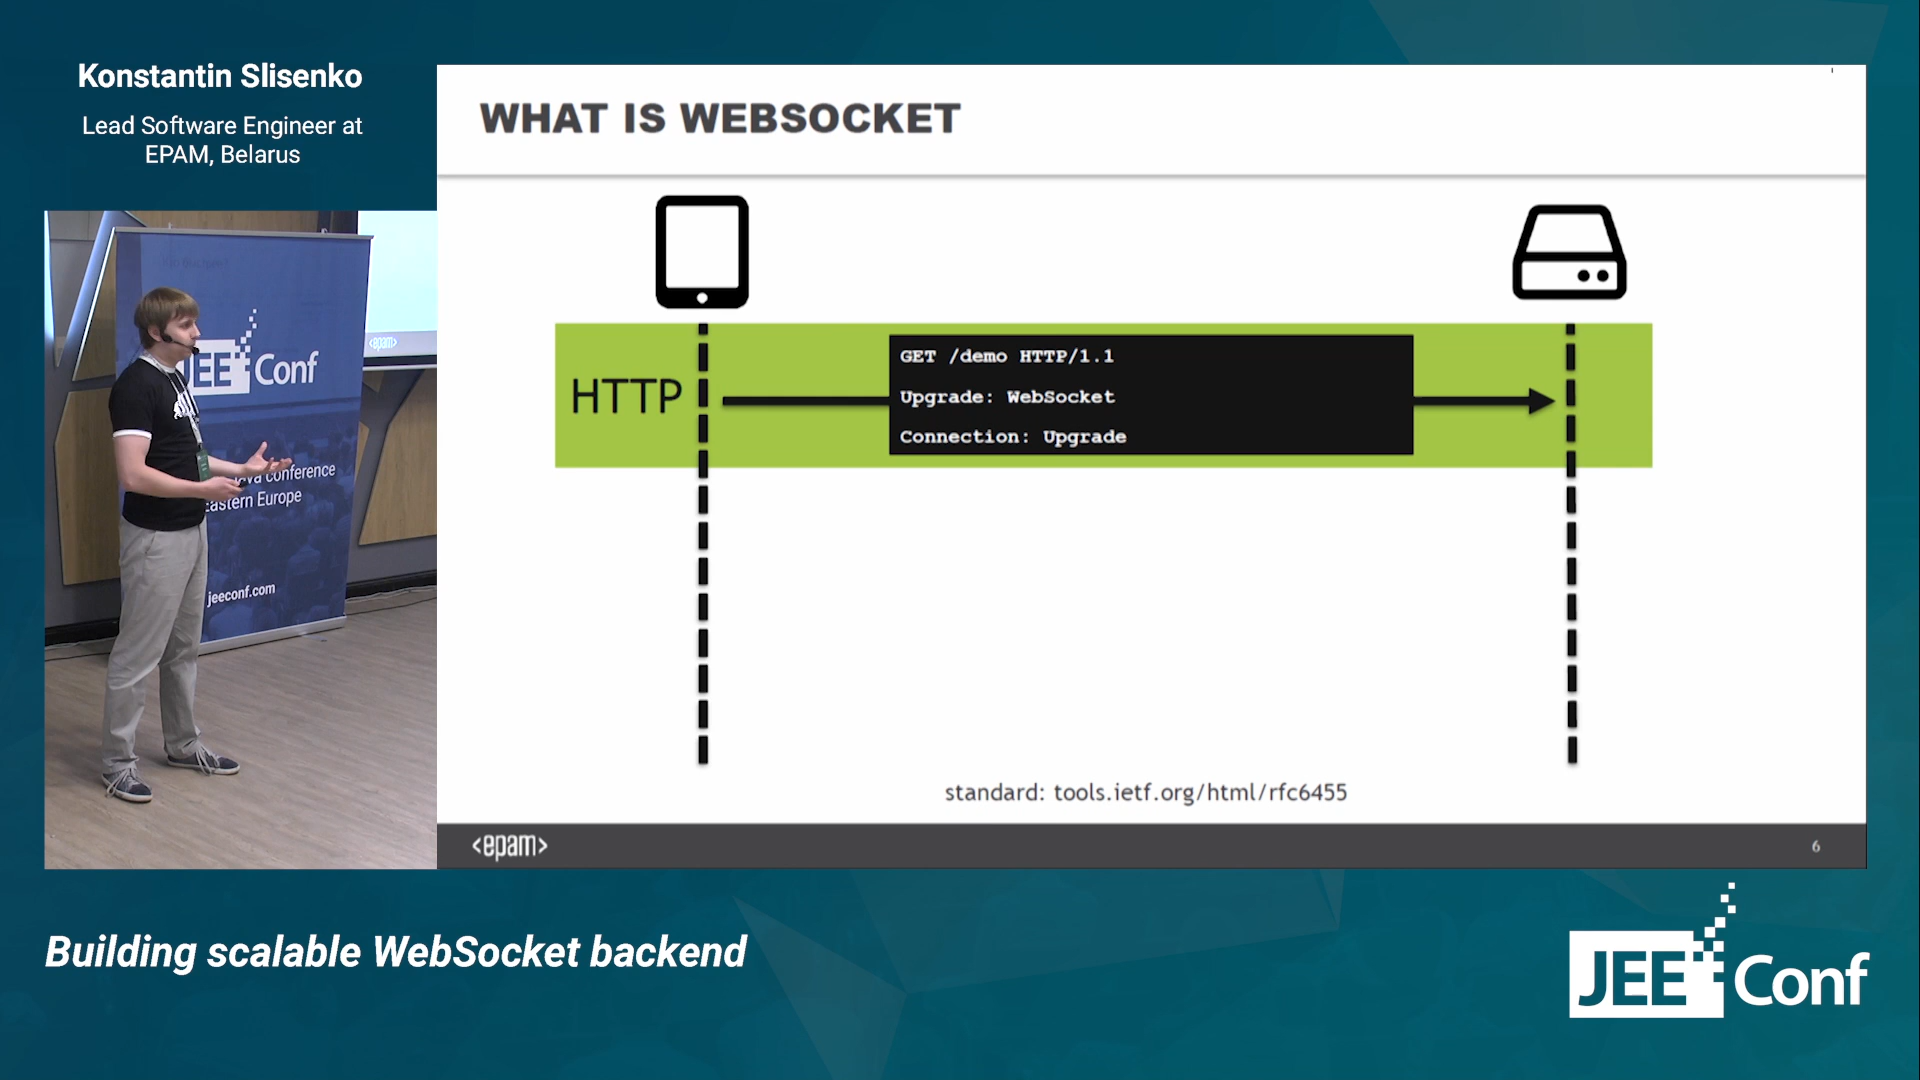 Konstantin Slisenko
Lead Software Engineer at
EPAM, Belarus
WHAT IS WEBSOCKET
HTTP
GET /demo HTTP/1.1
Upgrade: WebSocket
Connection: Upgrade
standard: tools.ietf.org/html/rfc6455
<epam>
6
<epam>
JEE Conf
conference
Eastern Europe
jeeconf.com
Building scalable WebSocket backend
JEE Conf